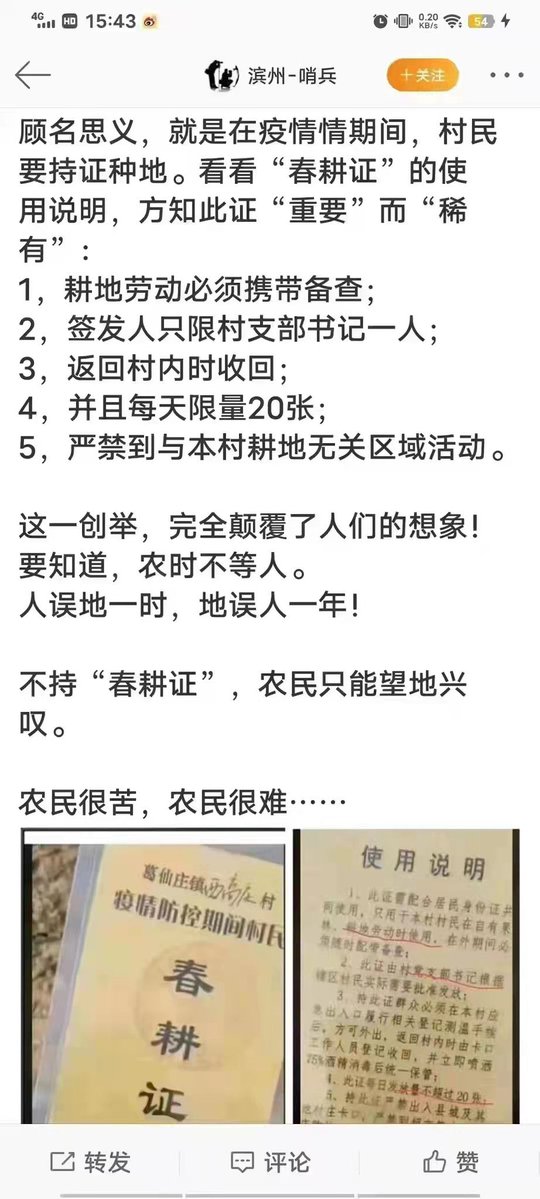 4G HD 15:43 0.20 KB/s 54
滨州-哨兵 +关注
顾名思义，就是在疫情情期间，村民
要持证种地。看看“春耕证”的使
用说明，方知此证“重要”而“稀
有”：
1，耕地劳动必须携带备查；
2，签发人只限村支部书记一人；
3，返回村内时收回；
4，并且每天限量20张；
5，严禁到与本村耕地无关区域活动。
这一创举，完全颠覆了人们的想象！
要知道，农时不等人。
人误地一时，地误人一年！
不持“春耕证”，农民只能望地兴
叹。
农民很苦，农民很难……
葛仙庄镇西高庄村
疫情防控期间村民
春
耕
证
使用说明
1、此证需配合居民身份证共
同使用，只用于本村村民在自有果
林、耕地劳动时使用，在外期间必
须随时配带备查；
2、此证由村党支部书记根据
辖区村民实际需要批准发放；
3、持此证群众必须在本村应
急出入口履行相关登记测温手续
后，方可外出，返回村内时由卡口
工作人员登记收回，并立即喷洒
75%酒精消毒后统一保管；
4、此证每日发放量不超过20张；
5、持此证严禁出入县城及其
他村庄卡口，严禁到
转发 评论 赞